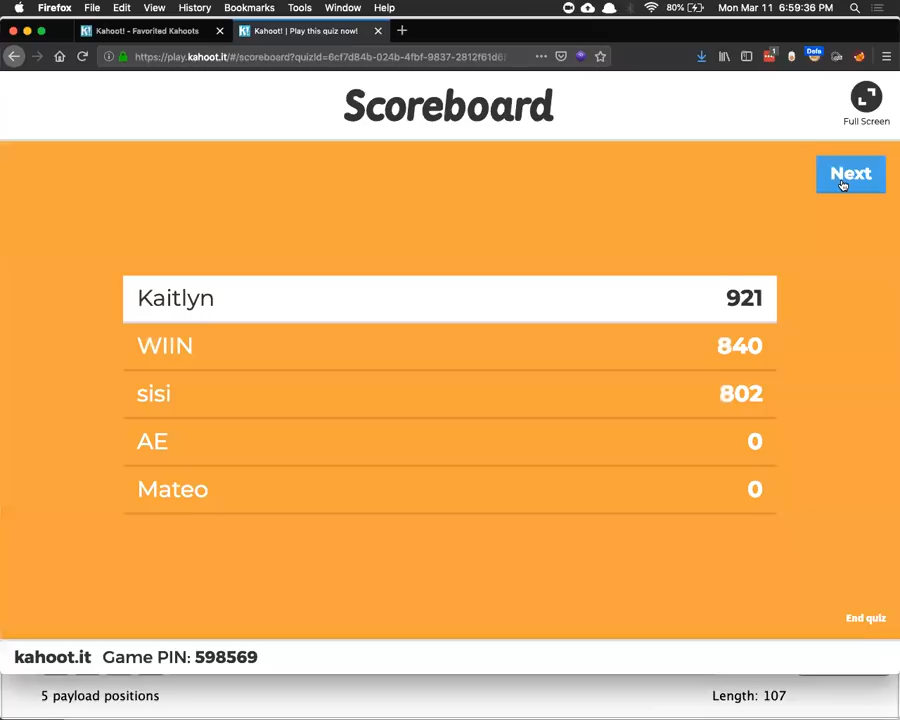 Firefox File Edit View History Bookmarks Tools Window Help 80% Mon Mar 11 6:59:36 PM
K! Kahoot! - Favorited Kahoots K! Kahoot! | Play this quiz now!
https://play.kahoot.it/#/scoreboard?quizId=6cf7d84b-024b-4fbf-9837-2812f61d6 1 Defa
Scoreboard
Full Screen
Next
Kaitlyn 921
WIIN 840
sisi 802
AE 0
Mateo 0
End quiz
kahoot.it Game PIN: 598569
5 payload positions Length: 107